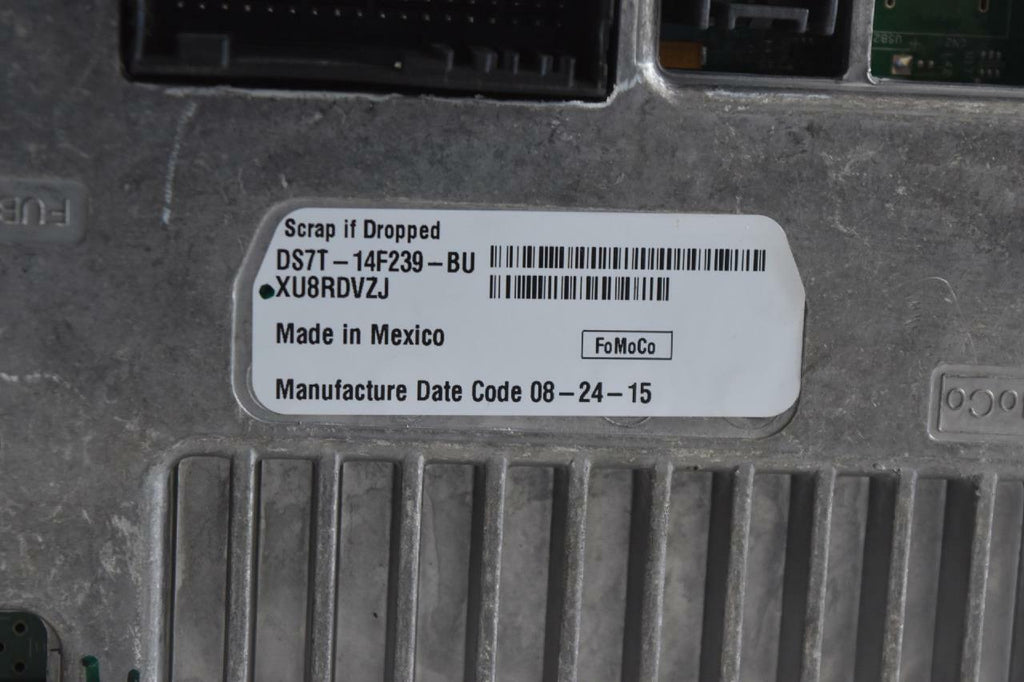 Scrap if Dropped
DS7T-14F239-BU
XU8RDVZJ
Made in Mexico
FoMoCo
Manufacture Date Code 08-24-15